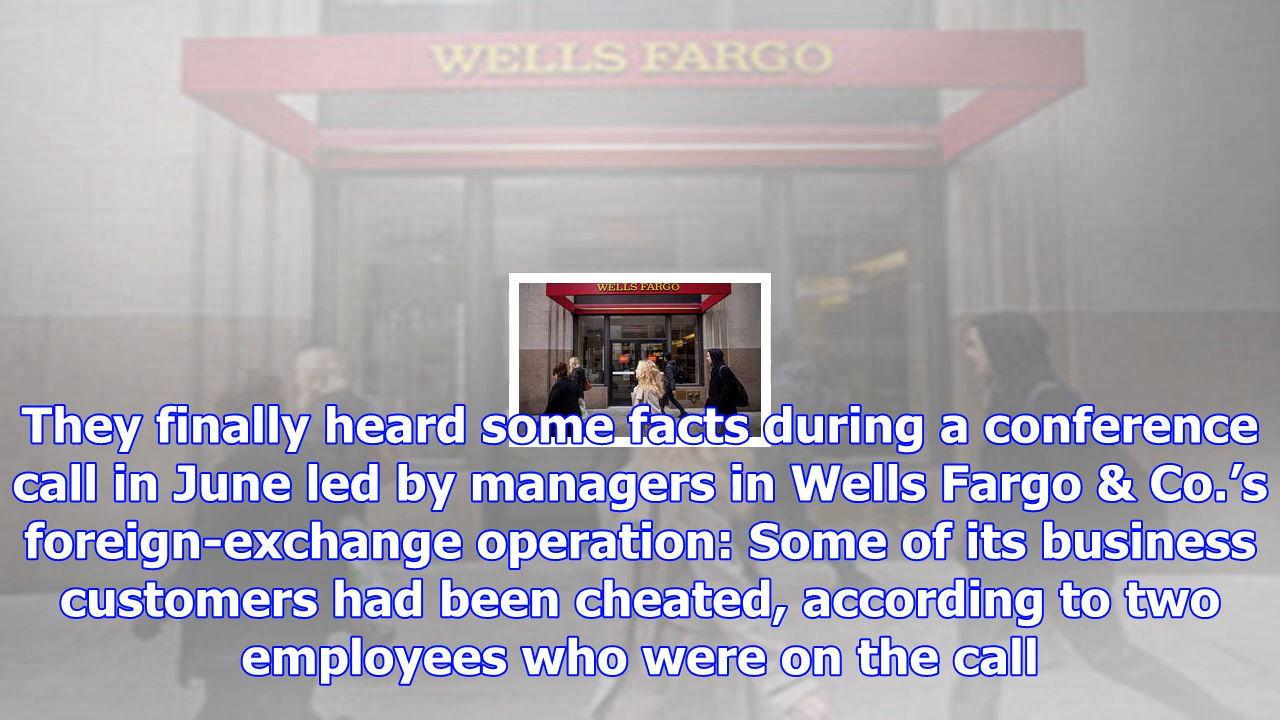 WELLS FARGO
WELLS FARGO
They finally heard some facts during a conference
call in June led by managers in Wells Fargo & Co.’s
foreign-exchange operation: Some of its business
customers had been cheated, according to two
employees who were on the call